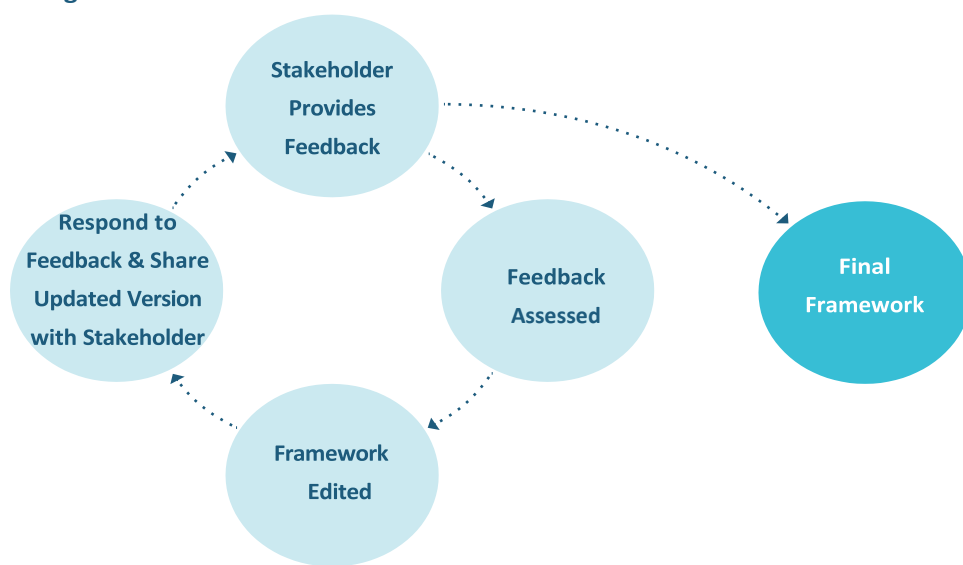 Stakeholder
Provides
Feedback
Respond to
Feedback & Share
Updated Version
with Stakeholder
Feedback
Assessed
Final
Framework
Framework
Edited